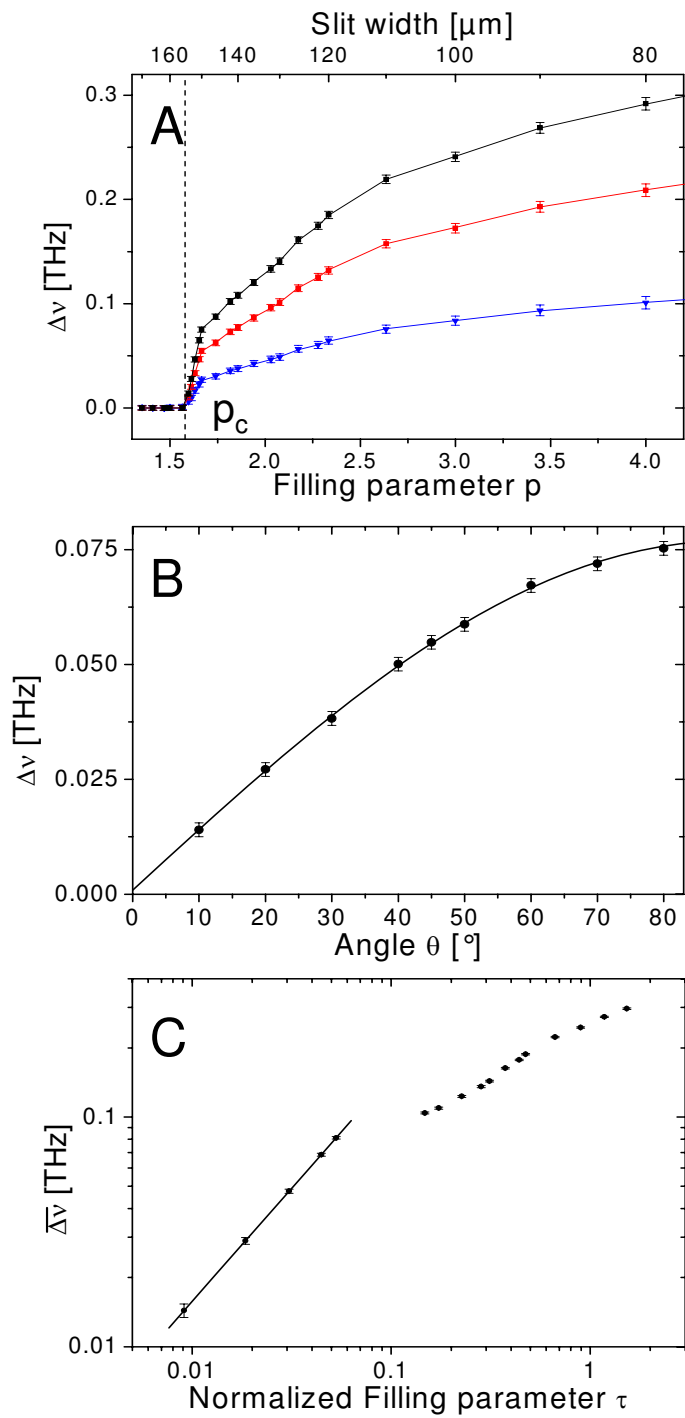 Slit width [µm]
160 140 120 100 80
A
0.3
0.2
0.1
0.0
Δν [THz]
p_c
1.5 2.0 2.5 3.0 3.5 4.0
Filling parameter p
B
0.075
0.050
0.025
0.000
Δν [THz]
0 10 20 30 40 50 60 70 80
Angle θ [°]
C
0.1
0.01
Δ̅ν [THz]
0.01 0.1 1
Normalized Filling parameter τ